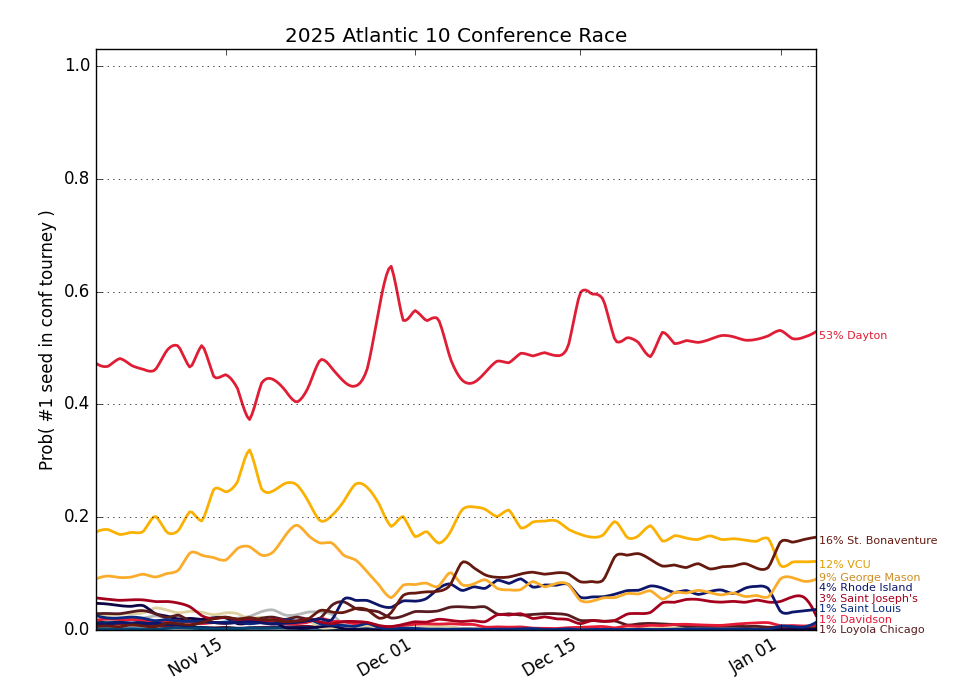 2025 Atlantic 10 Conference Race
Prob( #1 seed in conf tourney )
1.0
0.8
0.6
0.4
0.2
0.0
Nov 15
Dec 01
Dec 15
Jan 01
53% Dayton
16% St. Bonaventure
12% VCU
9% George Mason
4% Rhode Island
3% Saint Joseph's
1% Saint Louis
1% Davidson
1% Loyola Chicago